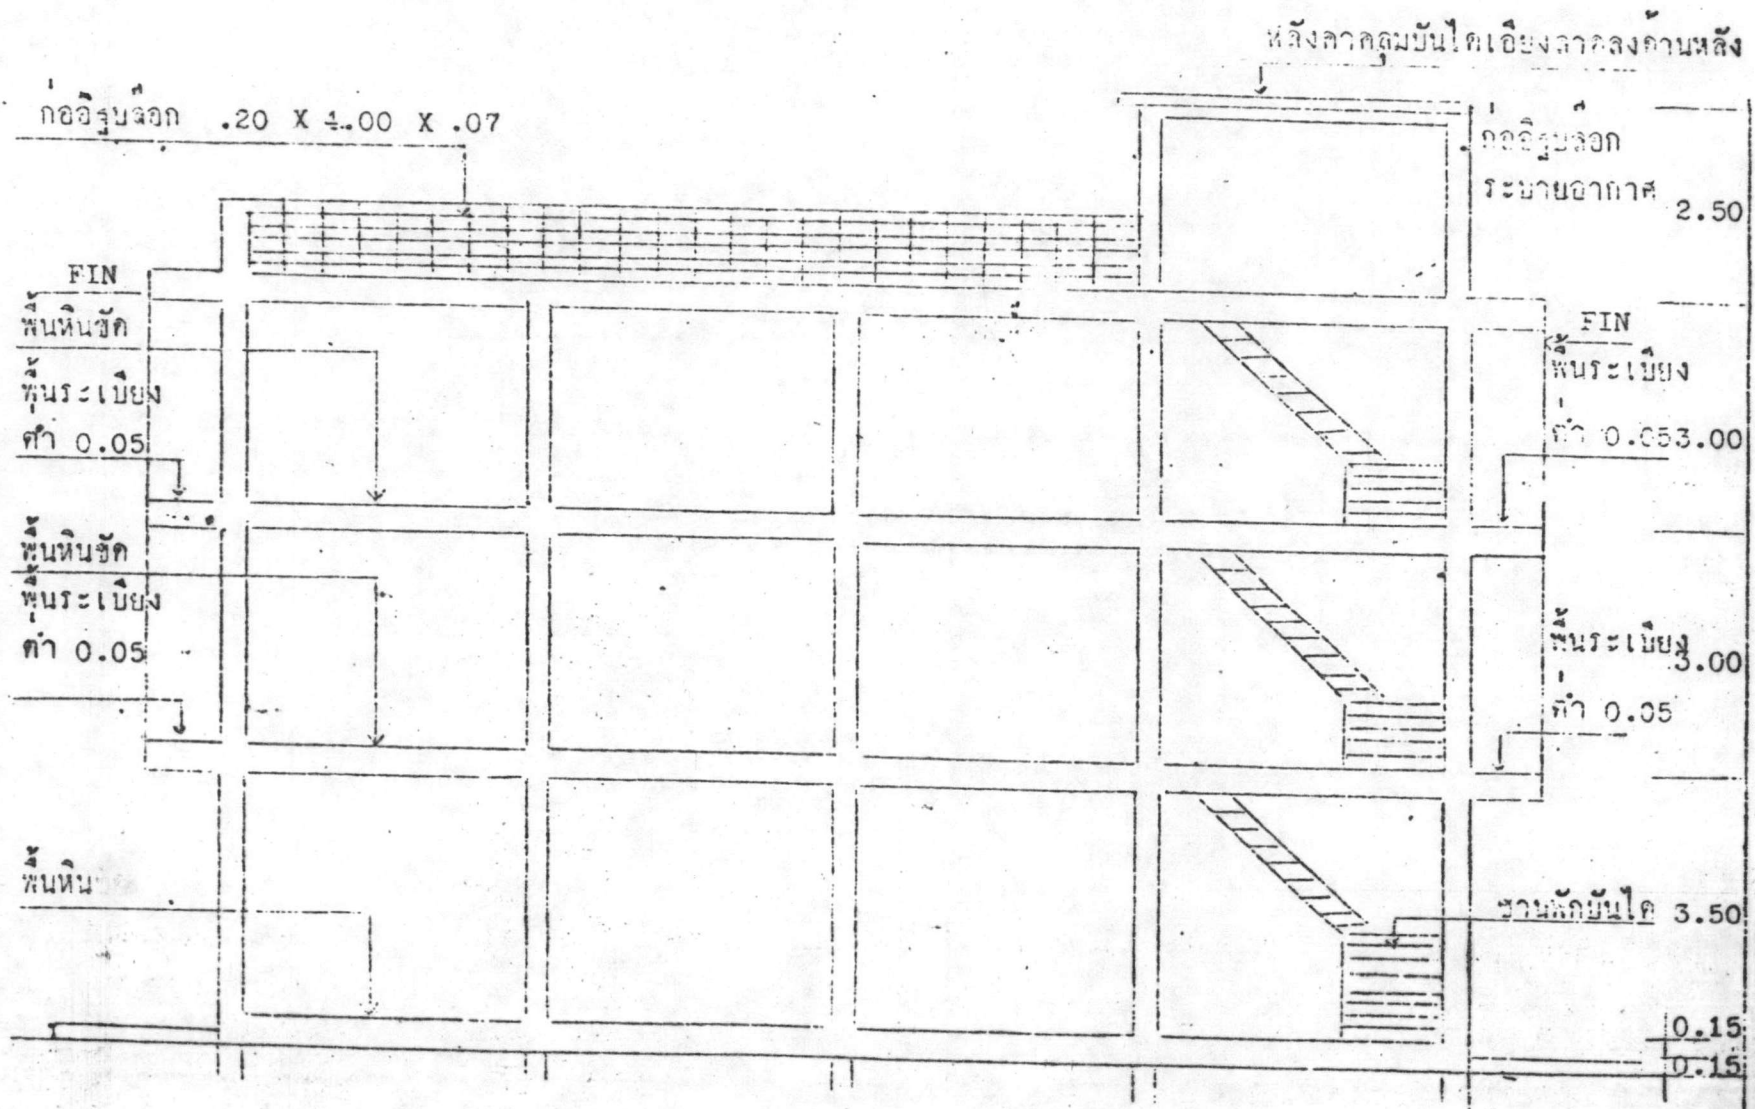 หลังคาคลุมบันไดเอียงลาดลงด้านหลัง
ก่ออิฐบล๊อก .20 X 4.00 X .07
ก่ออิฐบล๊อก
ระบายอากาศ 2.50
FIN
พื้นหินขัด
พื้นระเบียง
ต่ำ 0.05
FIN
พื้นระเบียง
ต่ำ 0.05 3.00
พื้นหินขัด
พื้นระเบียง
ต่ำ 0.05
พื้นระเบียง 3.00
ต่ำ 0.05
พื้นหิน
ชานพักบันได 3.50
0.15
0.15